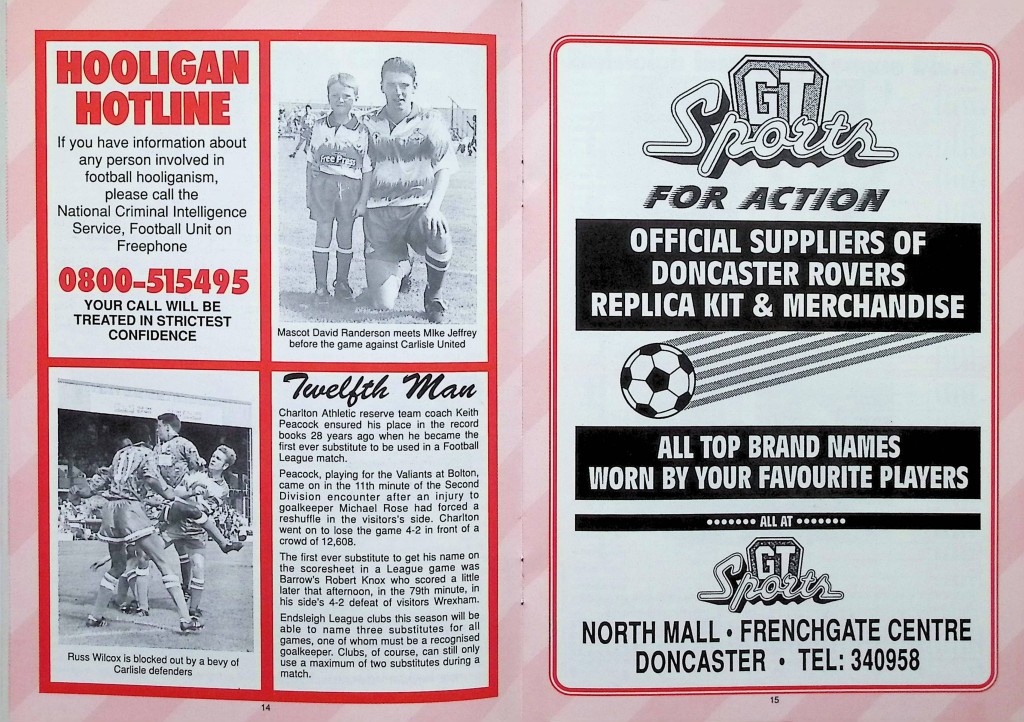 HOOLIGAN
HOTLINE
If you have information about
any person involved in
football hooliganism,
please call the
National Criminal Intelligence
Service, Football Unit on
Freephone
0800-515495
YOUR CALL WILL BE
TREATED IN STRICTEST
CONFIDENCE
Free Press
Mascot David Randerson meets MIke Jeffrey
before the game against Carlisle United
Russ Wilcox is blocked out by a bevy of
Carlisle defenders
Twelfth Man
Charlton Athletic reserve team coach Keith
Peacock ensured his place in the record
books 28 years ago when he became the
first ever substitute to be used in a Football
League match.
Peacock, playing for the Valiants at Bolton,
came on in the 11th minute of the Second
Division encounter after an injury to
goalkeeper Michael Rose had forced a
reshuffle in the visitors's side. Charlton
went on to lose the game 4-2 in front of a
crowd of 12,608.
The first ever substitute to get his name on
the scoresheet in a League game was
Barrow's Robert Knox who scored a little
later that afternoon, in the 79th minute, in
his side's 4-2 defeat of visitors Wrexham.
Endsleigh League clubs this season will be
able to name three substitutes for all
games, one of whom must be a recognised
goalkeeper. Clubs, of course, can still only
use a maximum of two substitutes during a
match.
14
GT
Sports
FOR ACTION
OFFICIAL SUPPLIERS OF
DONCASTER ROVERS
REPLICA KIT & MERCHANDISE
ALL TOP BRAND NAMES
WORN BY YOUR FAVOURITE PLAYERS
••••••• ALL AT •••••••
GT
Sports
NORTH MALL • FRENCHGATE CENTRE
DONCASTER • TEL: 340958
15